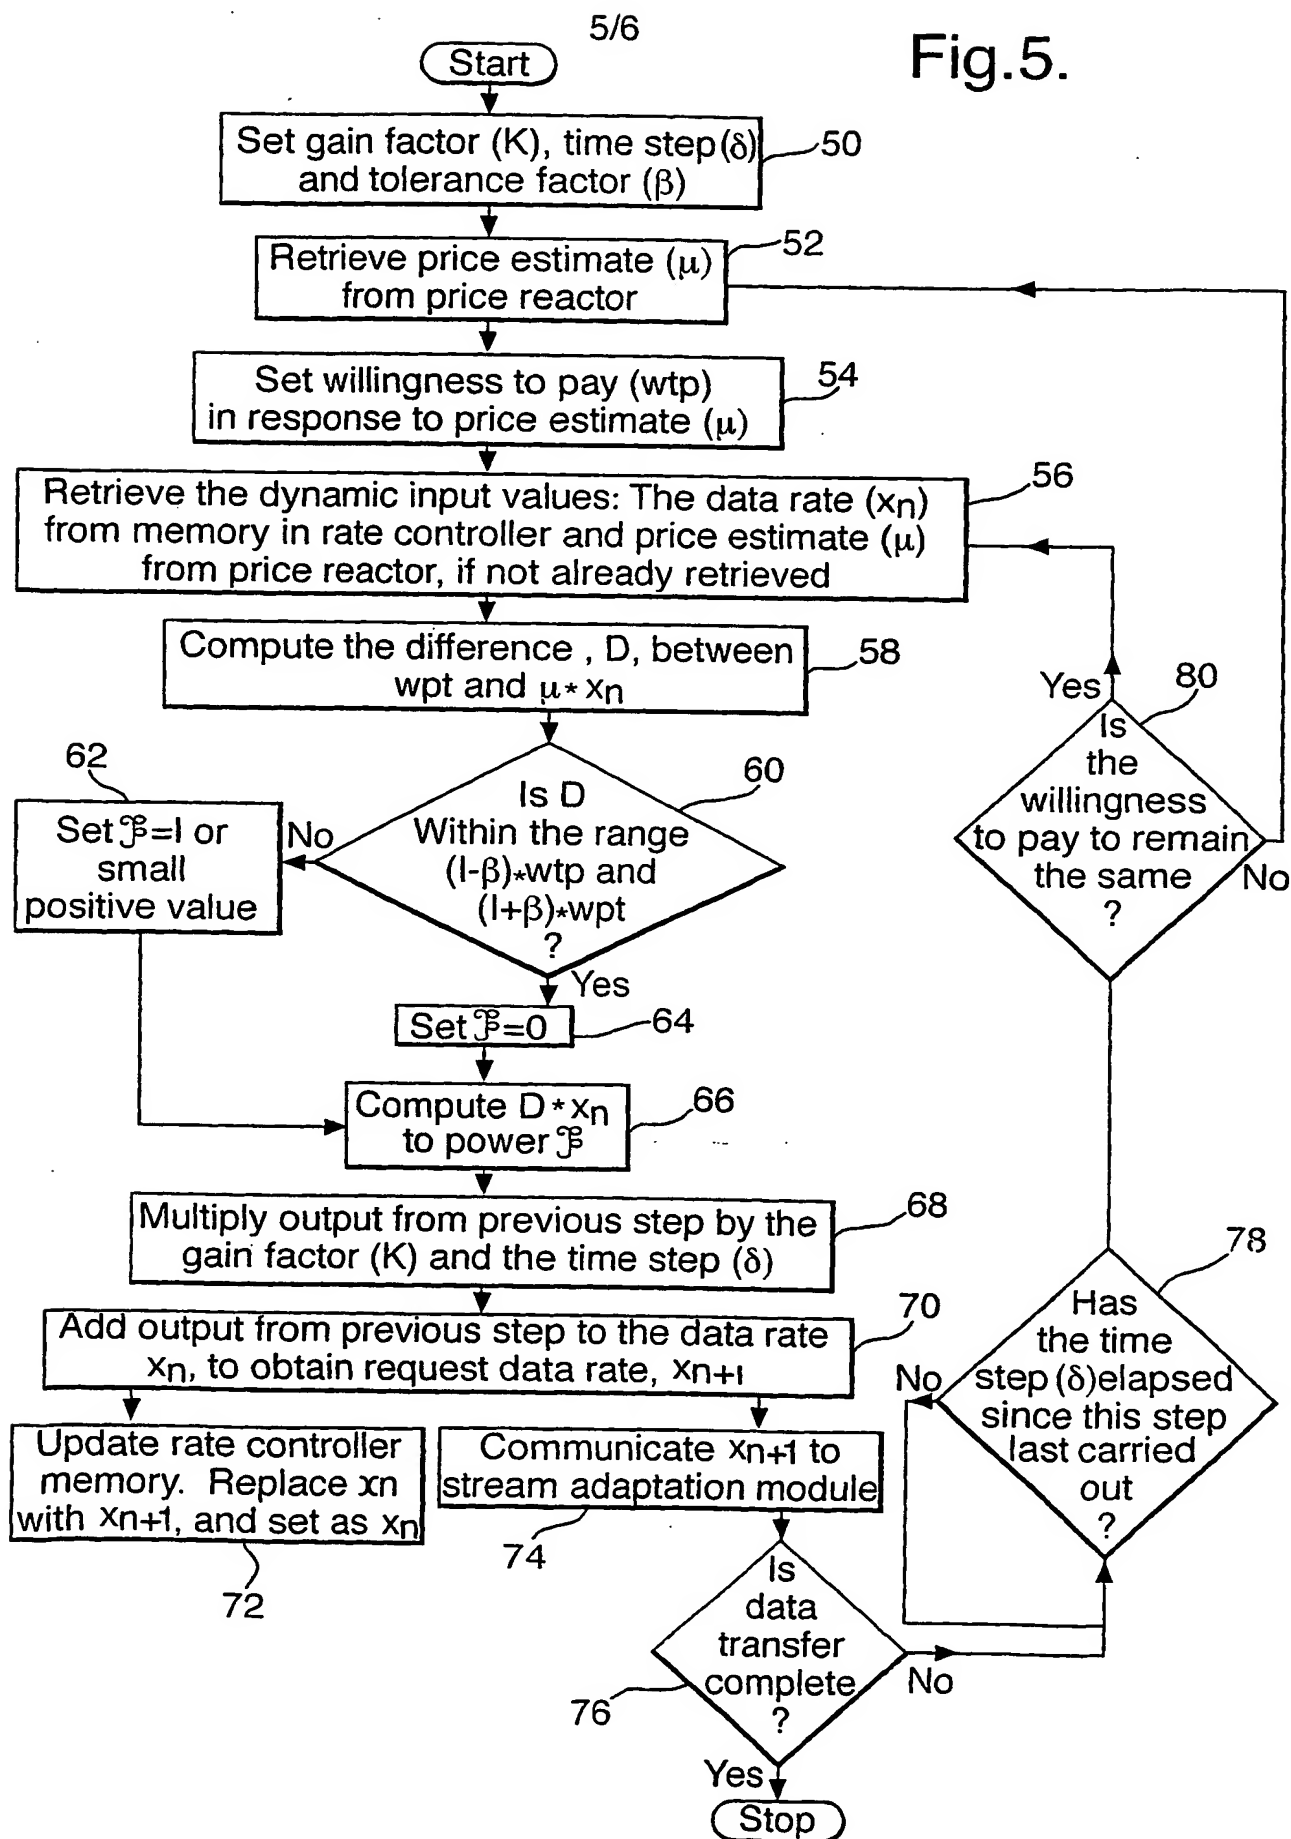 5/6
Fig.5.
Start
Set gain factor (K), time step (δ)
and tolerance factor (β)
50
Retrieve price estimate (μ)
from price reactor
52
Set willingness to pay (wtp)
in response to price estimate (μ)
54
Retrieve the dynamic input values: The data rate (xn)
from memory in rate controller and price estimate (μ)
from price reactor, if not already retrieved
56
Compute the difference , D, between
wpt and μ* xn
58
Is D
Within the range
(I-β)*wtp and
(I+β)*wpt
?
60
No
62
Set 𝔉=I or
small
positive value
Yes
Set 𝔉=0
64
Compute D * xn
to power 𝔉
66
Multiply output from previous step by the
gain factor (K) and the time step (δ)
68
Add output from previous step to the data rate
xn, to obtain request data rate, xn+I
70
Update rate controller
memory. Replace xn
with xn+1, and set as xn
72
Communicate xn+1 to
stream adaptation module
74
Is
data
transfer
complete
?
76
No
Yes
Stop
Has
the time
step (δ) elapsed
since this step
last carried
out
?
78
No
Is
the
willingness
to pay to remain
the same
?
80
Yes
No